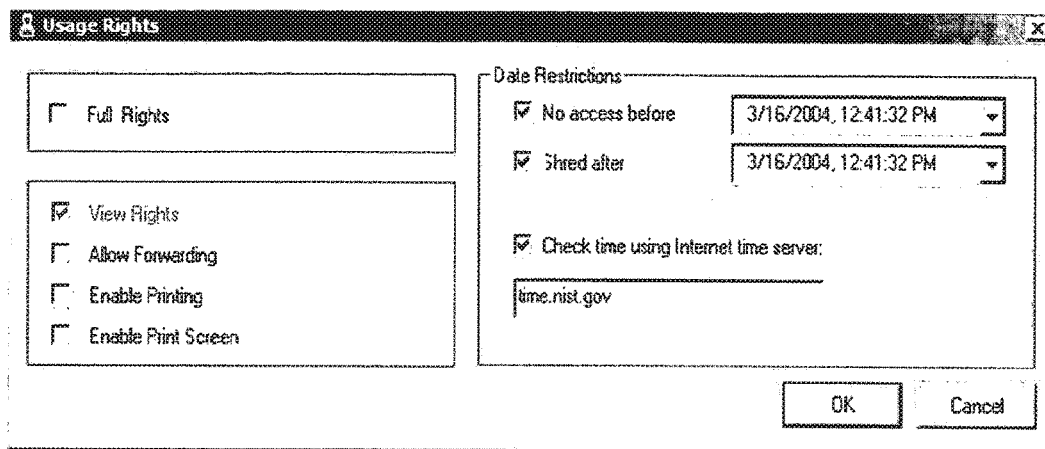 Usage Rights
Full Rights
View Rights
Allow Forwarding
Enable Printing
Enable Print Screen
Date Restrictions
No access before 3/16/2004, 12:41:32 PM
Shred after 3/16/2004, 12:41:32 PM
Check time using Internet time server:
time.nist.gov
OK Cancel